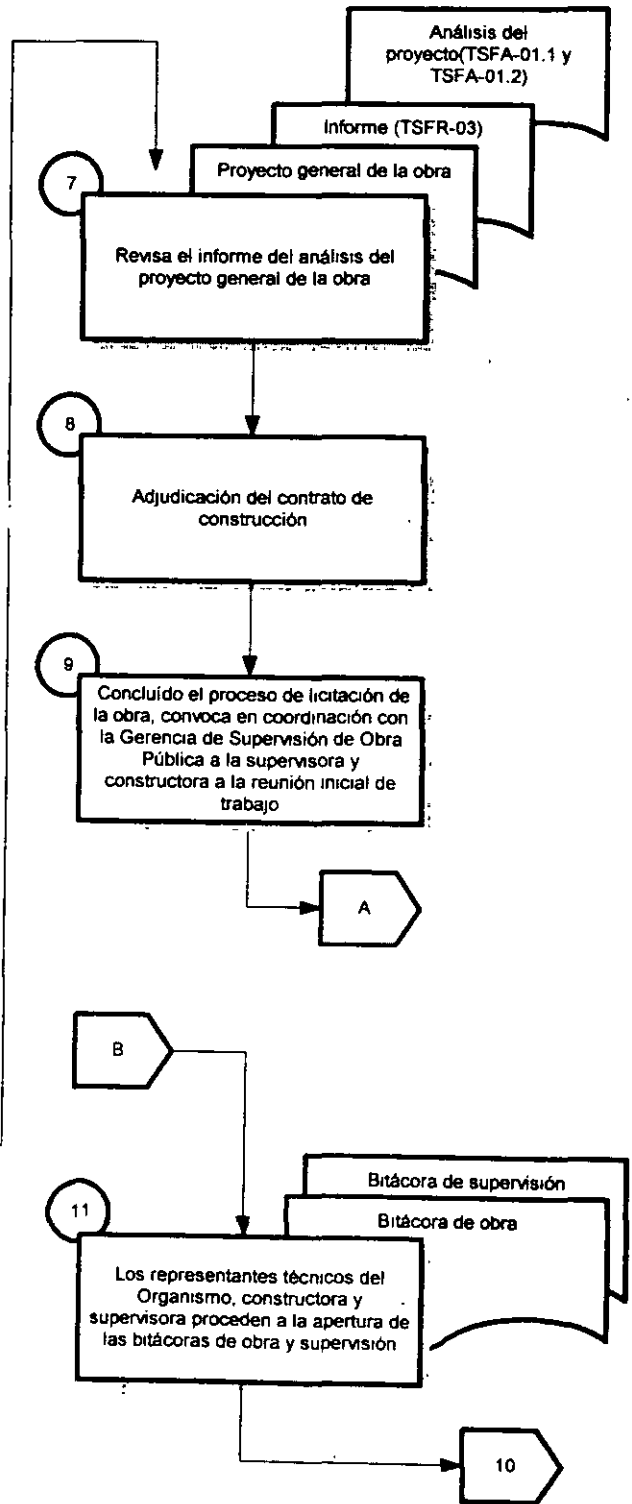 Análisis del
proyecto(TSFA-01.1 y
TSFA-01.2)
Informe (TSFR-03)
Proyecto general de la obra
7
Revisa el informe del análisis del
proyecto general de la obra
8
Adjudicación del contrato de
construcción
9
Concluído el proceso de licitación de
la obra, convoca en coordinación con
la Gerencia de Supervisión de Obra
Pública a la supervisora y
constructora a la reunión inicial de
trabajo
A
B
Bitácora de supervisión
Bitácora de obra
11
Los representantes técnicos del
Organismo, constructora y
supervisora proceden a la apertura de
las bitácoras de obra y supervisión
10